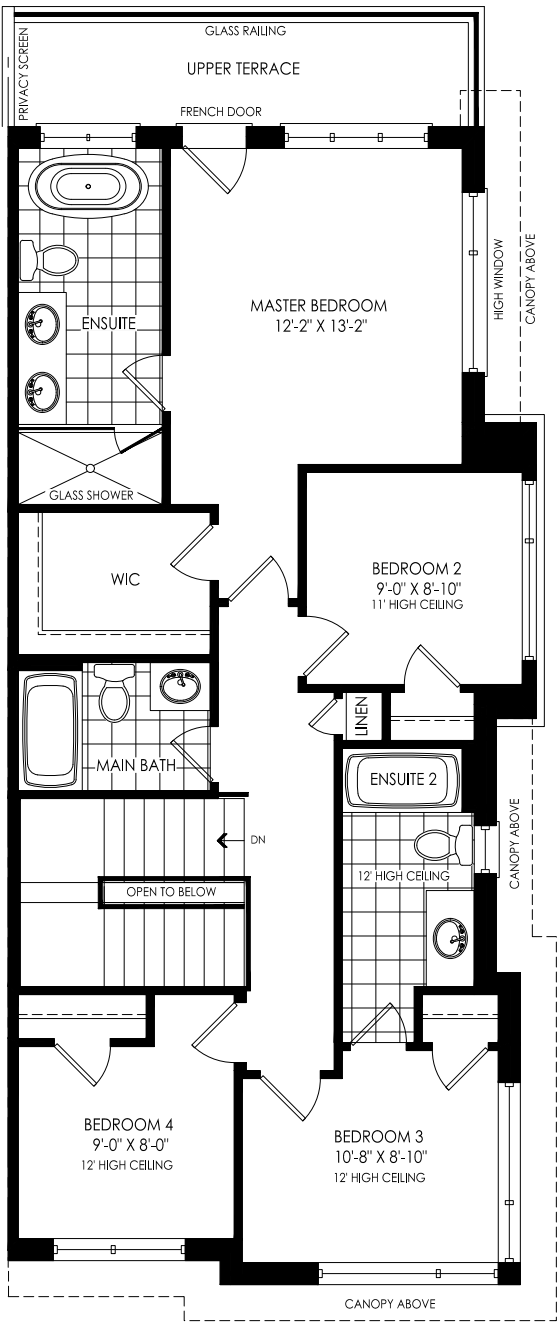 GLASS RAILING
PRIVACY SCREEN
UPPER TERRACE
FRENCH DOOR
MASTER BEDROOM
12'-2" X 13'-2"
HIGH WINDOW
CANOPY ABOVE
ENSUITE
GLASS SHOWER
WIC
BEDROOM 2
9'-0" X 8'-10"
11' HIGH CEILING
LINEN
MAIN BATH
ENSUITE 2
12' HIGH CEILING
CANOPY ABOVE
DN
OPEN TO BELOW
BEDROOM 4
9'-0" X 8'-0"
12' HIGH CEILING
BEDROOM 3
10'-8" X 8'-10"
12' HIGH CEILING
CANOPY ABOVE